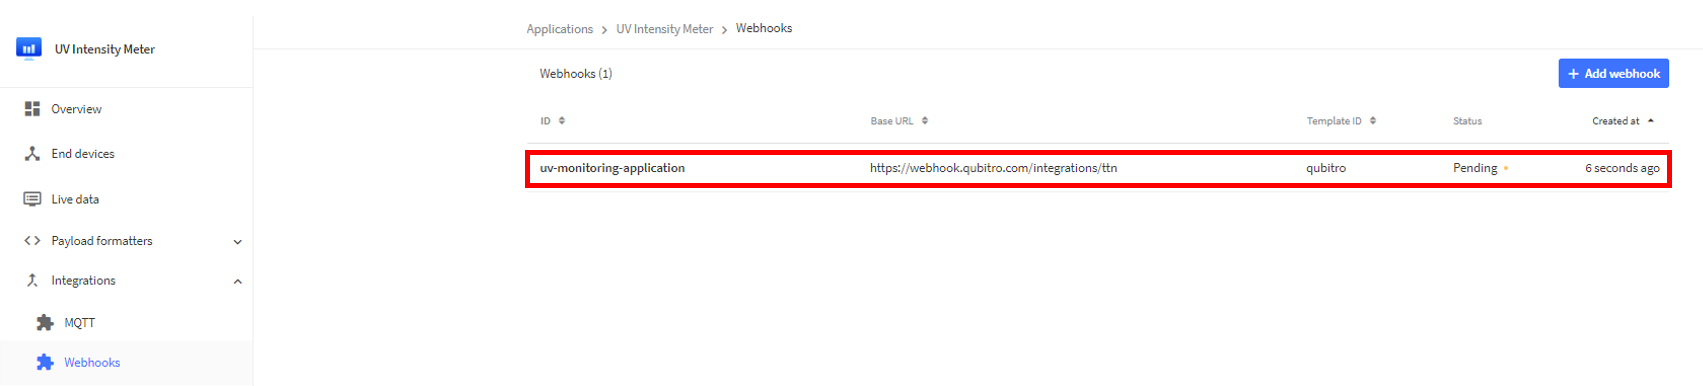 UV Intensity Meter
Overview
End devices
Live data
Payload formatters
Integrations
MQTT
Webhooks
Applications > UV Intensity Meter > Webhooks
Webhooks (1)
+ Add webhook
ID Base URL Template ID Status Created at
uv-monitoring-application https://webhook.qubitro.com/integrations/ttn qubitro Pending 6 seconds ago